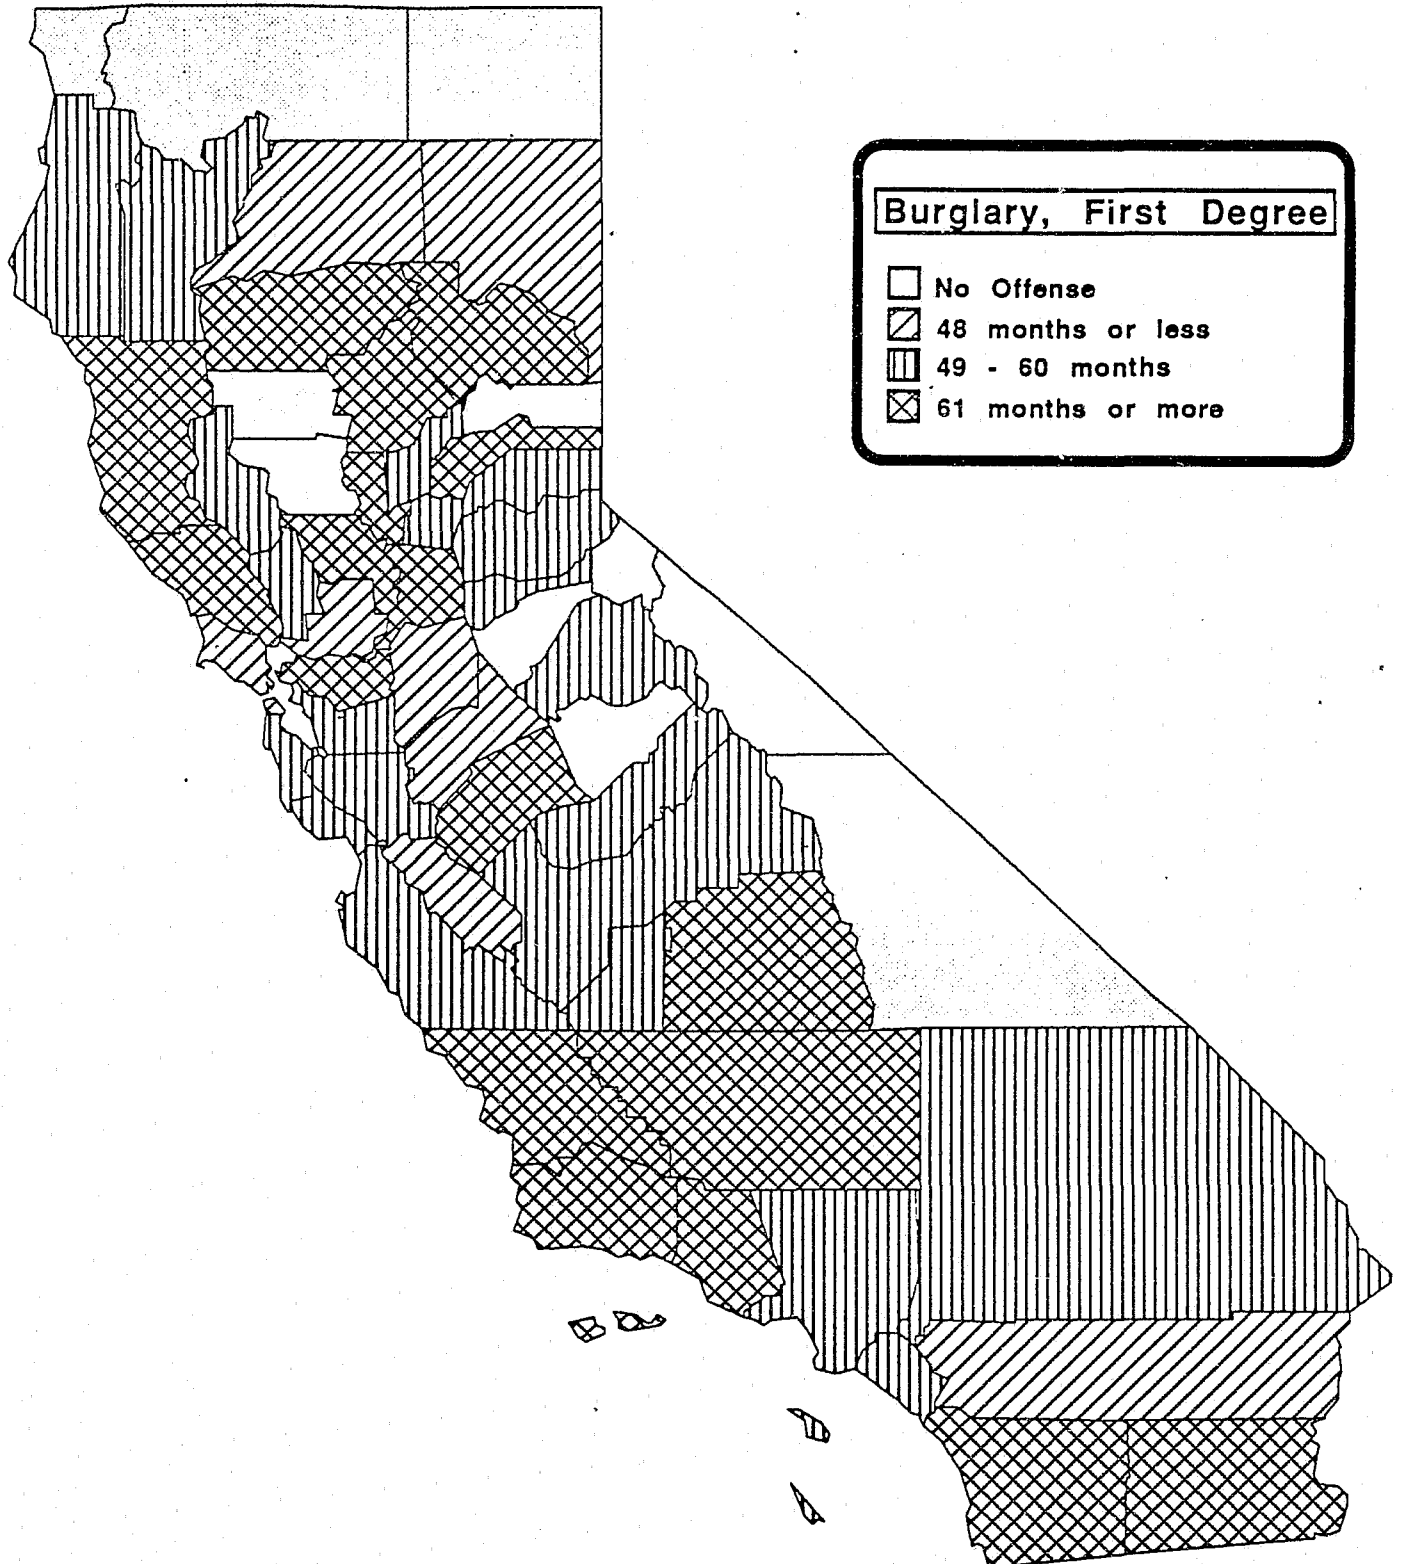 Burglary, First Degree
No Offense
48 months or less
49 - 60 months
61 months or more